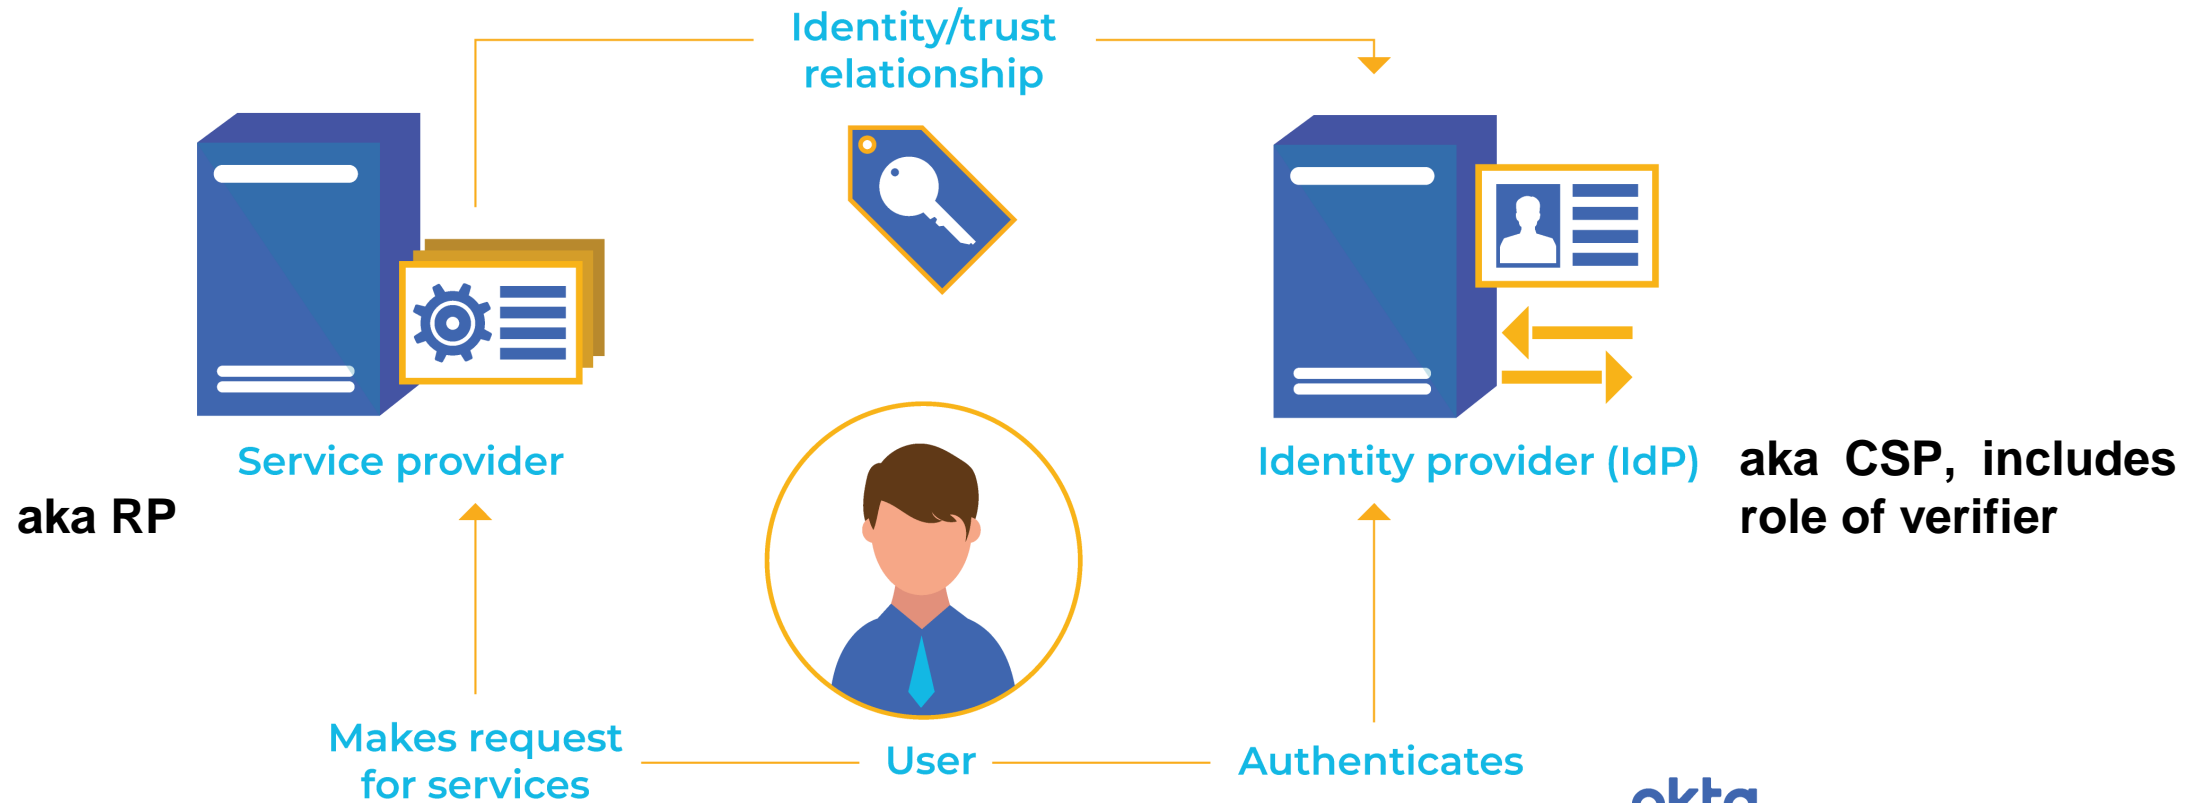 Identity/trust
relationship
Service provider
aka RP
Identity provider (IdP)
aka CSP, includes
role of verifier
Makes request
for services
User
Authenticates
okta